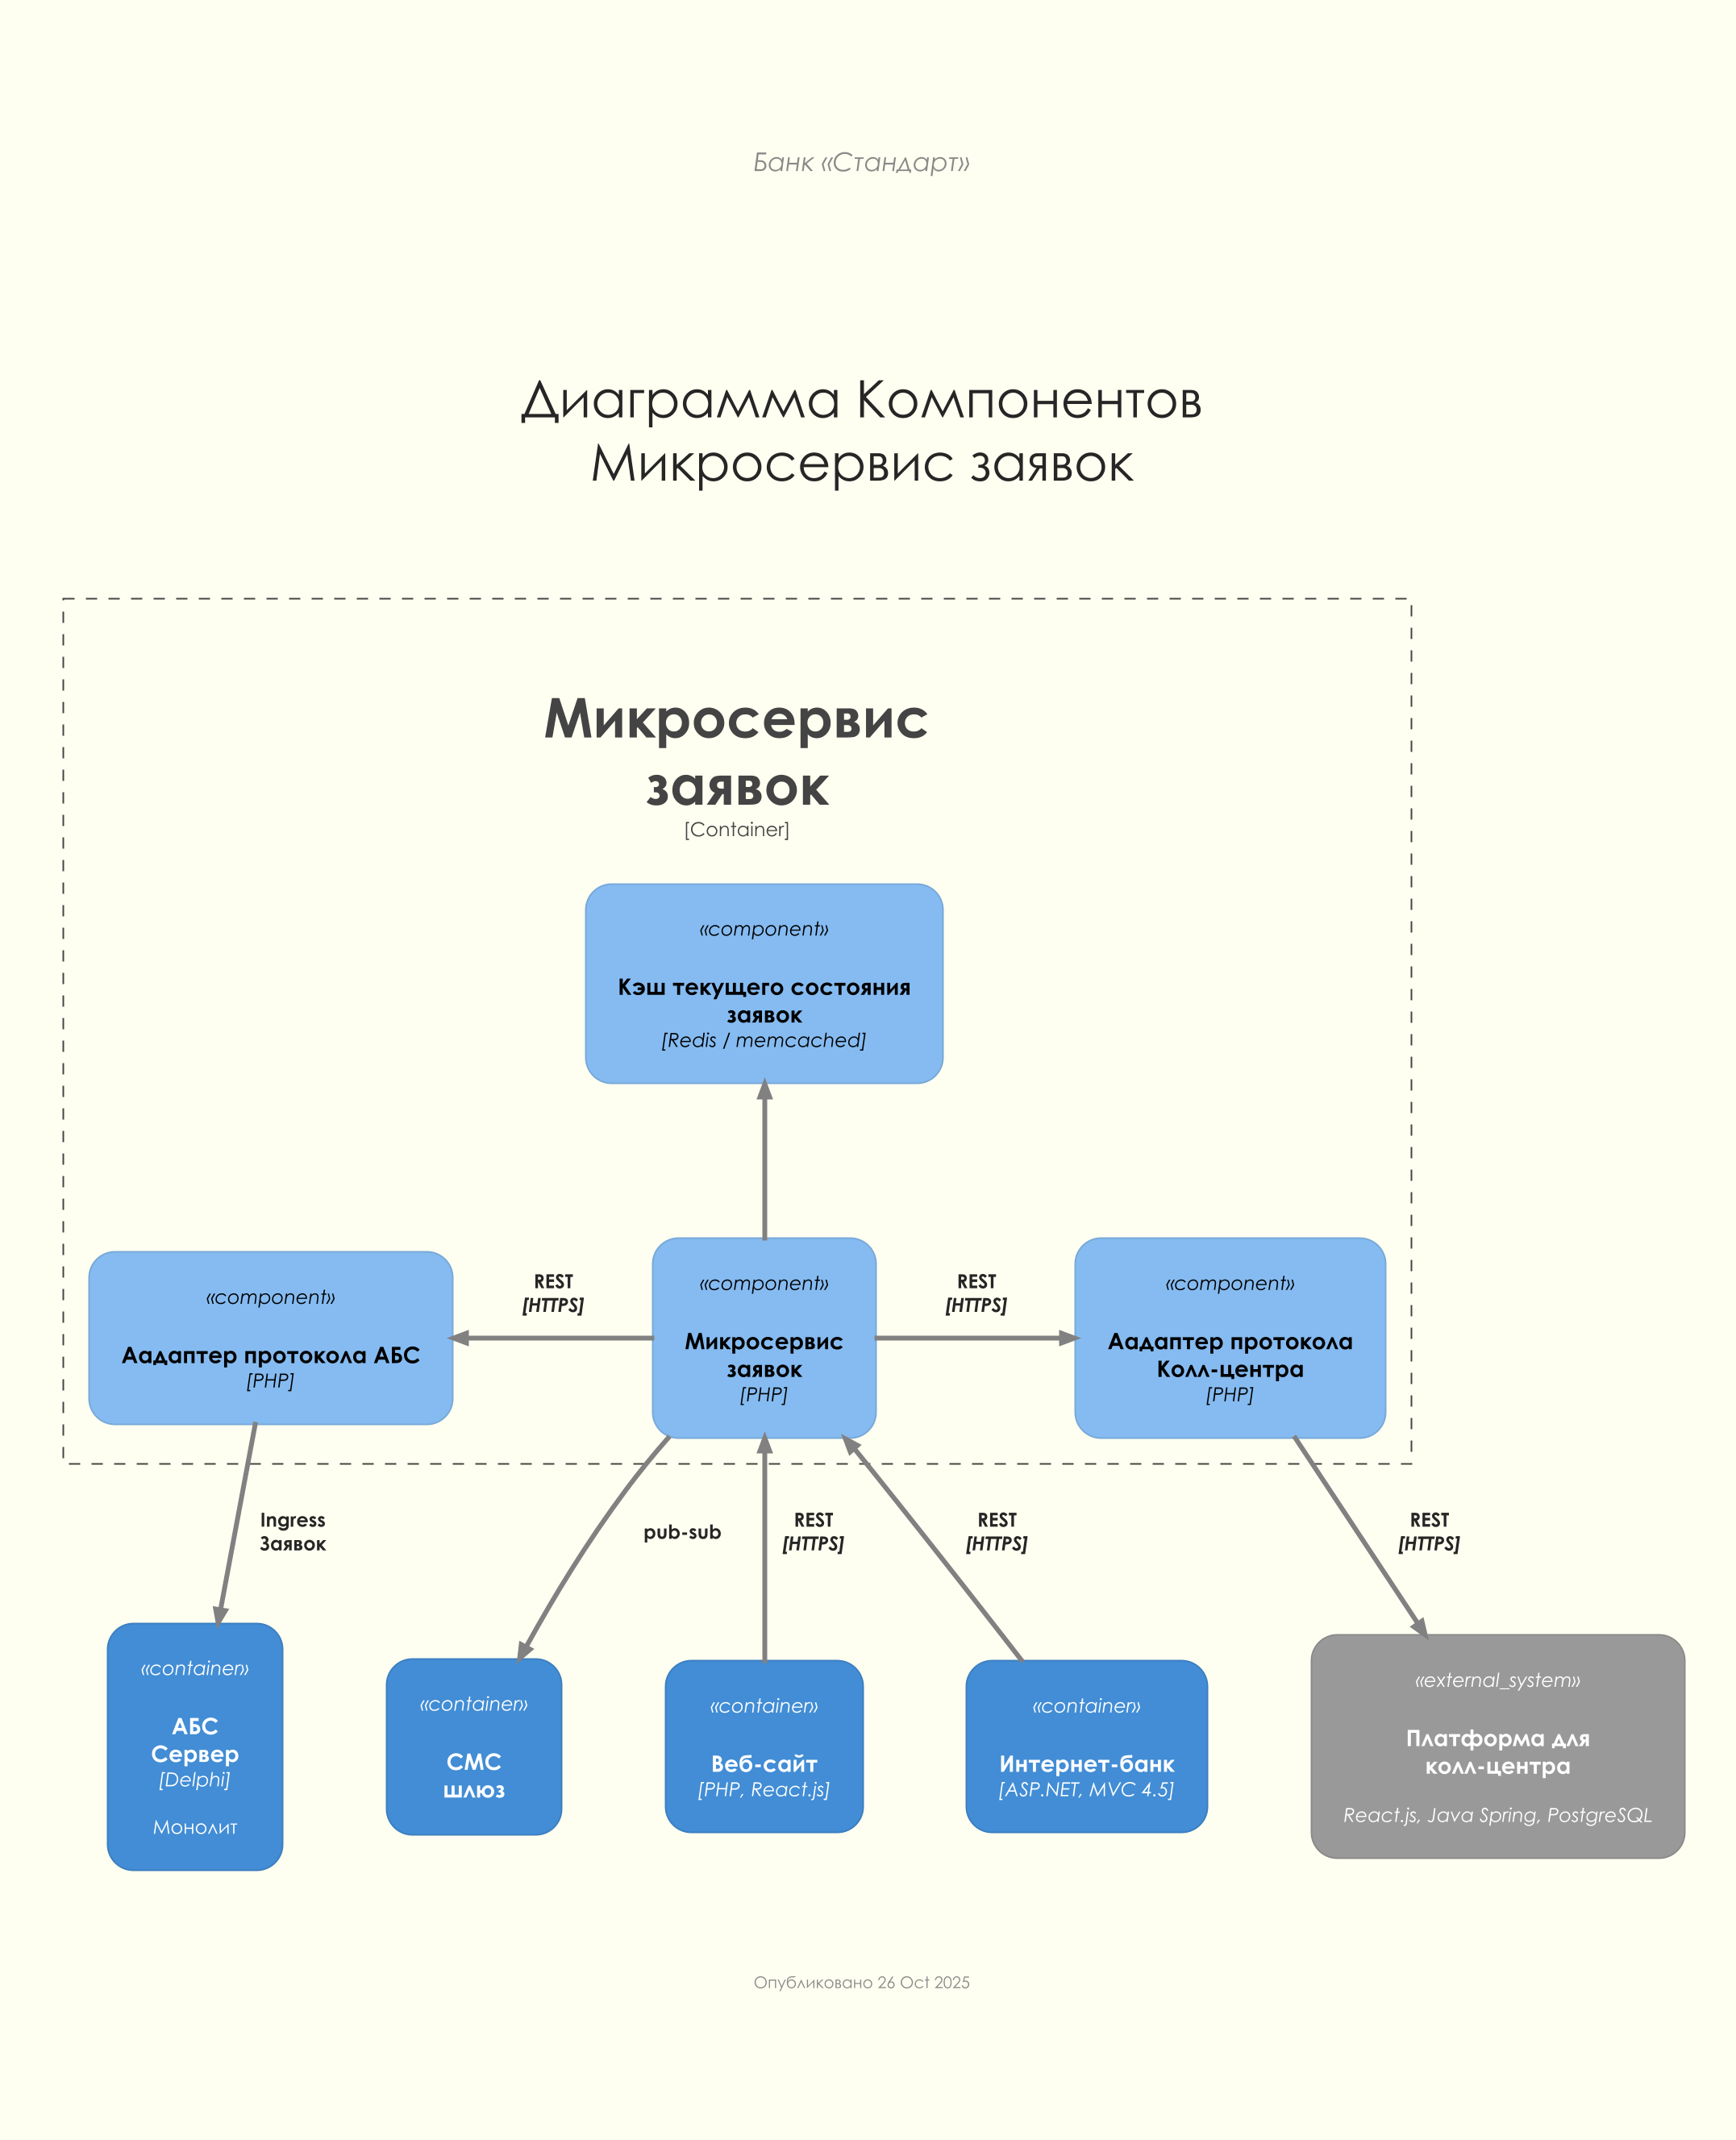 Банк «Стандарт»
Диаграмма Компонентов
Микросервис заявок
Микросервис
заявок
[Container]
«component»
Кэш текущего состояния
заявок
[Redis / memcached]
«component»
Аадаптер протокола АБС
[PHP]
REST
[HTTPS]
«component»
Микросервис
заявок
[PHP]
REST
[HTTPS]
«component»
Аадаптер протокола
Колл-центра
[PHP]
Ingress
Заявок
pub-sub
REST
[HTTPS]
REST
[HTTPS]
REST
[HTTPS]
«container»
АБС
Сервер
[Delphi]
Монолит
«container»
СМС
шлюз
«container»
Веб-сайт
[PHP, React.js]
«container»
Интернет-банк
[ASP.NET, MVC 4.5]
«external_system»
Платформа для
колл-центра
React.js, Java Spring, PostgreSQL
Опубликовано 26 Oct 2025